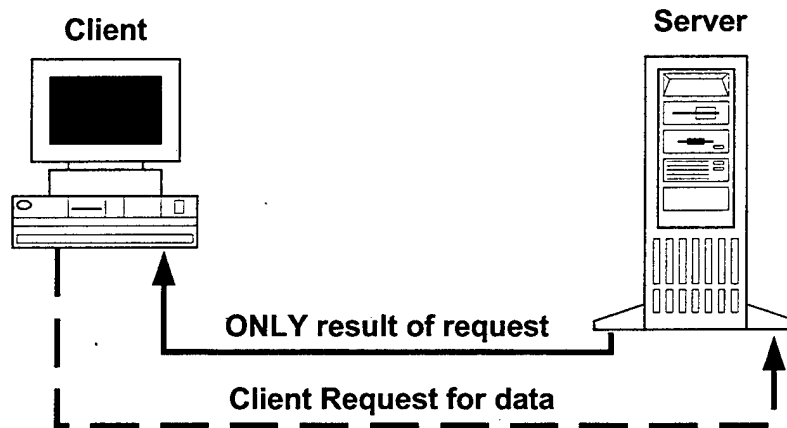 Client
Server
ONLY result of request
Client Request for data